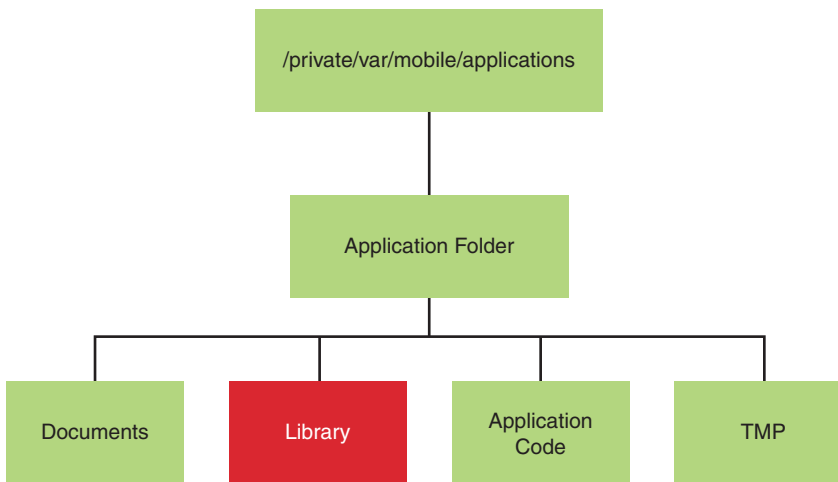 /private/var/mobile/applications
Application Folder
Documents
Library
Application
Code
TMP